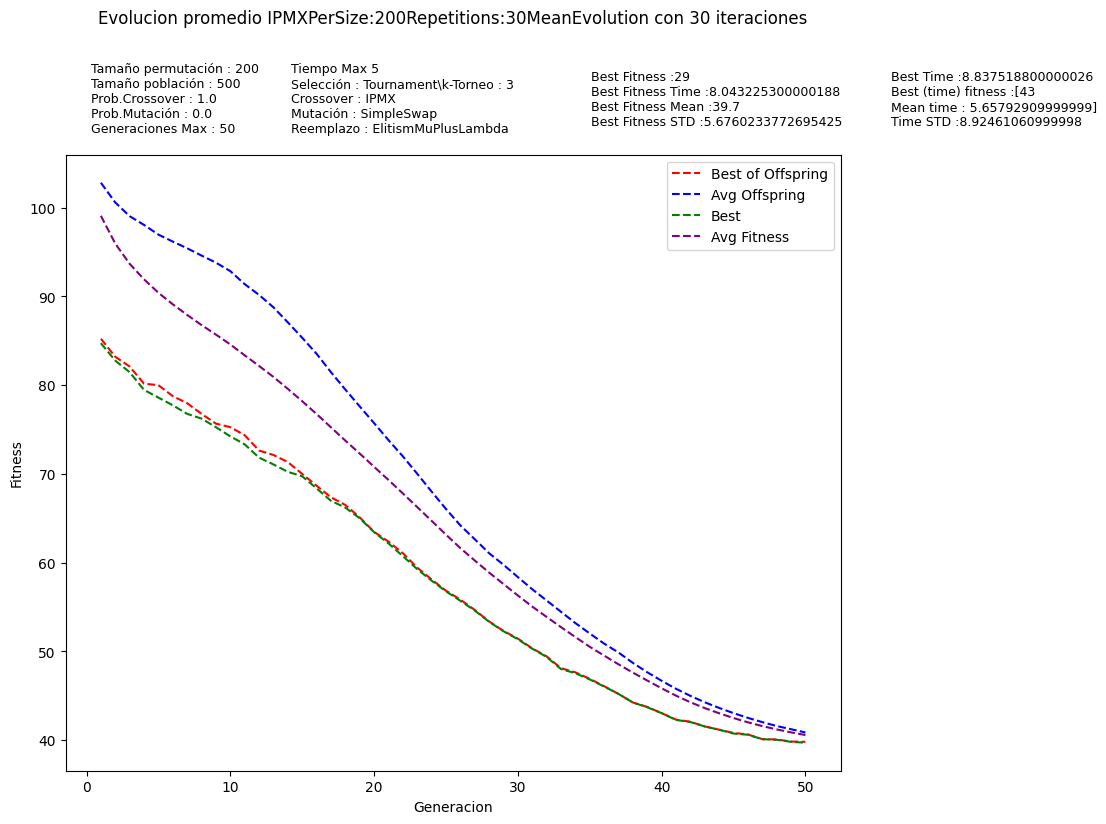 Evolucion promedio IPMXPerSize:200Repetitions:30MeanEvolution con 30 iteraciones
Tamaño permutación : 200
Tamaño población : 500
Prob.Crossover : 1.0
Prob.Mutación : 0.0
Generaciones Max : 50
Tiempo Max 5
Selección : Tournament\k-Torneo : 3
Crossover : IPMX
Mutación : SimpleSwap
Reemplazo : ElitismMuPlusLambda
Best Fitness :29
Best Fitness Time :8.043225300000188
Best Fitness Mean :39.7
Best Fitness STD :5.6760233772695425
Best Time :8.837518800000026
Best (time) fitness :[43
Mean time : 5.65792909999999]
Time STD :8.92461060999998
Best of Offspring
Avg Offspring
Best
Avg Fitness
Fitness
100
90
80
70
60
50
40
0
10
20
30
40
50
Generacion